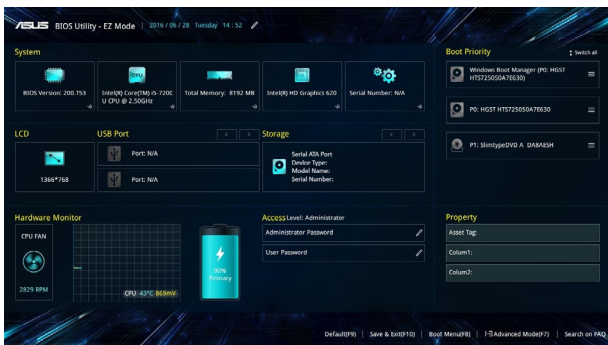 ASUS BIOS Utility - EZ Mode 2016 / 06 / 28 Tuesday 14 : 52
System
BIOS Version: 200.153
Intel(R) Core(TM) i5-7200
U CPU @ 2.50GHz
Total Memory: 8192 MB
Intel(R) HD Graphics 620
Serial Number: N/A
Boot Priority
Switch all
Windows Boot Manager (P0: HGST
HTS725050A7E630)
P0: HGST HTS725050A7E630
P1: SlimtypeDVD A DA8AESH
LCD
1366*768
USB Port
Port: N/A
Port: N/A
Storage
Serial ATA Port
Device Type:
Model Name:
Serial Number:
Hardware Monitor
CPU FAN
2829 RPM
CPU 43°C 869mV
90%
Primary
Access Level: Administrator
Administrator Password
User Password
Property
Asset Tag:
Colum1:
Colum2:
Default(F9) | Save & Exit(F10) | Boot Menu(F8) | Advanced Mode(F7) | Search on FAQ